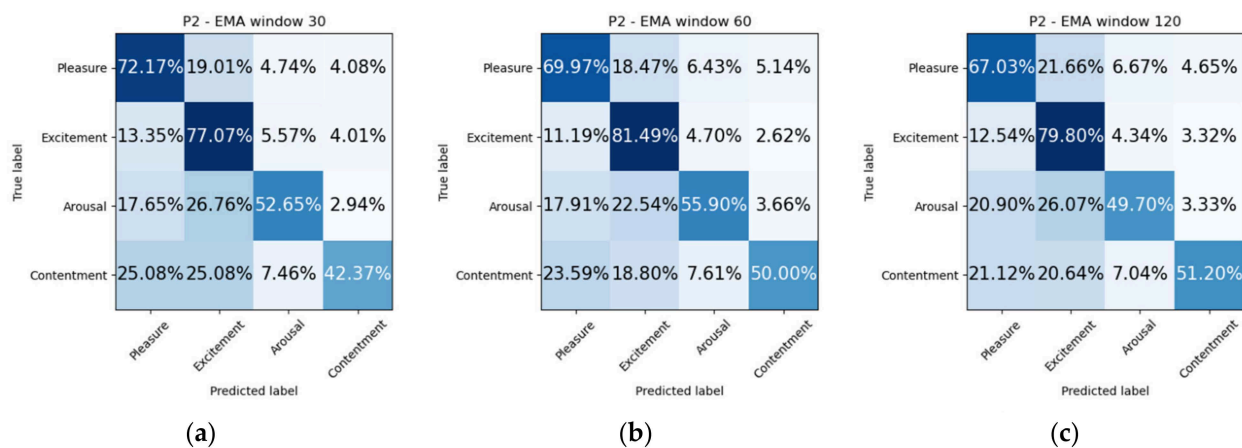 P2 - EMA window 30
True label
Pleasure
72.17% 19.01% 4.74% 4.08%
Excitement
13.35% 77.07% 5.57% 4.01%
Arousal
17.65% 26.76% 52.65% 2.94%
Contentment
25.08% 25.08% 7.46% 42.37%
Pleasure
Excitement
Arousal
Contentment
Predicted label
(a)
P2 - EMA window 60
True label
Pleasure
69.97% 18.47% 6.43% 5.14%
Excitement
11.19% 81.49% 4.70% 2.62%
Arousal
17.91% 22.54% 55.90% 3.66%
Contentment
23.59% 18.80% 7.61% 50.00%
Pleasure
Excitement
Arousal
Contentment
Predicted label
(b)
P2 - EMA window 120
True label
Pleasure
67.03% 21.66% 6.67% 4.65%
Excitement
12.54% 79.80% 4.34% 3.32%
Arousal
20.90% 26.07% 49.70% 3.33%
Contentment
21.12% 20.64% 7.04% 51.20%
Pleasure
Excitement
Arousal
Contentment
Predicted label
(c)